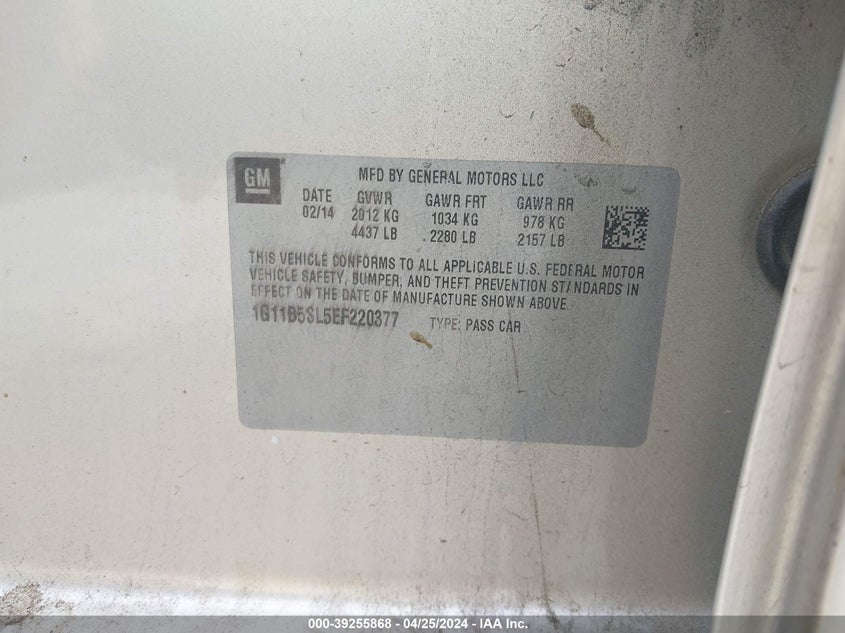 GM
MFD BY GENERAL MOTORS LLC
DATE GVWR GAWR FRT GAWR RR
02/14 2012 KG 1034 KG 978 KG
4437 LB 2280 LB 2157 LB
THIS VEHICLE CONFORMS TO ALL APPLICABLE U.S. FEDERAL MOTOR
VEHICLE SAFETY, BUMPER, AND THEFT PREVENTION STANDARDS IN
EFFECT ON THE DATE OF MANUFACTURE SHOWN ABOVE
1G11B5SL5EF220377 TYPE: PASS CAR
000-39255868 - 04/25/2024 - IAA Inc.